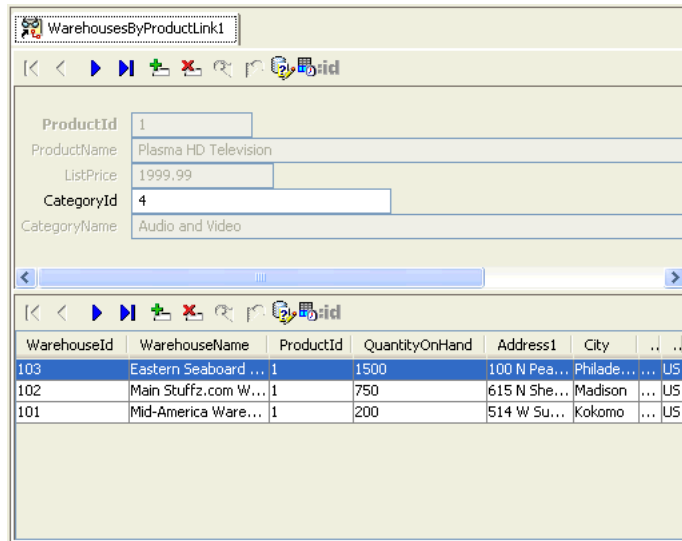 WarehousesByProductLink1
:id
ProductId 1
ProductName Plasma HD Television
ListPrice 1999.99
CategoryId 4
CategoryName Audio and Video
:id
WarehouseId WarehouseName ProductId QuantityOnHand Address1 City .. ..
103 Eastern Seaboard ... 1 1500 100 N Pea... Philade... ... US
102 Main Stuffz.com W... 1 750 615 N She... Madison ... US
101 Mid-America Ware... 1 200 514 W Su... Kokomo ... US